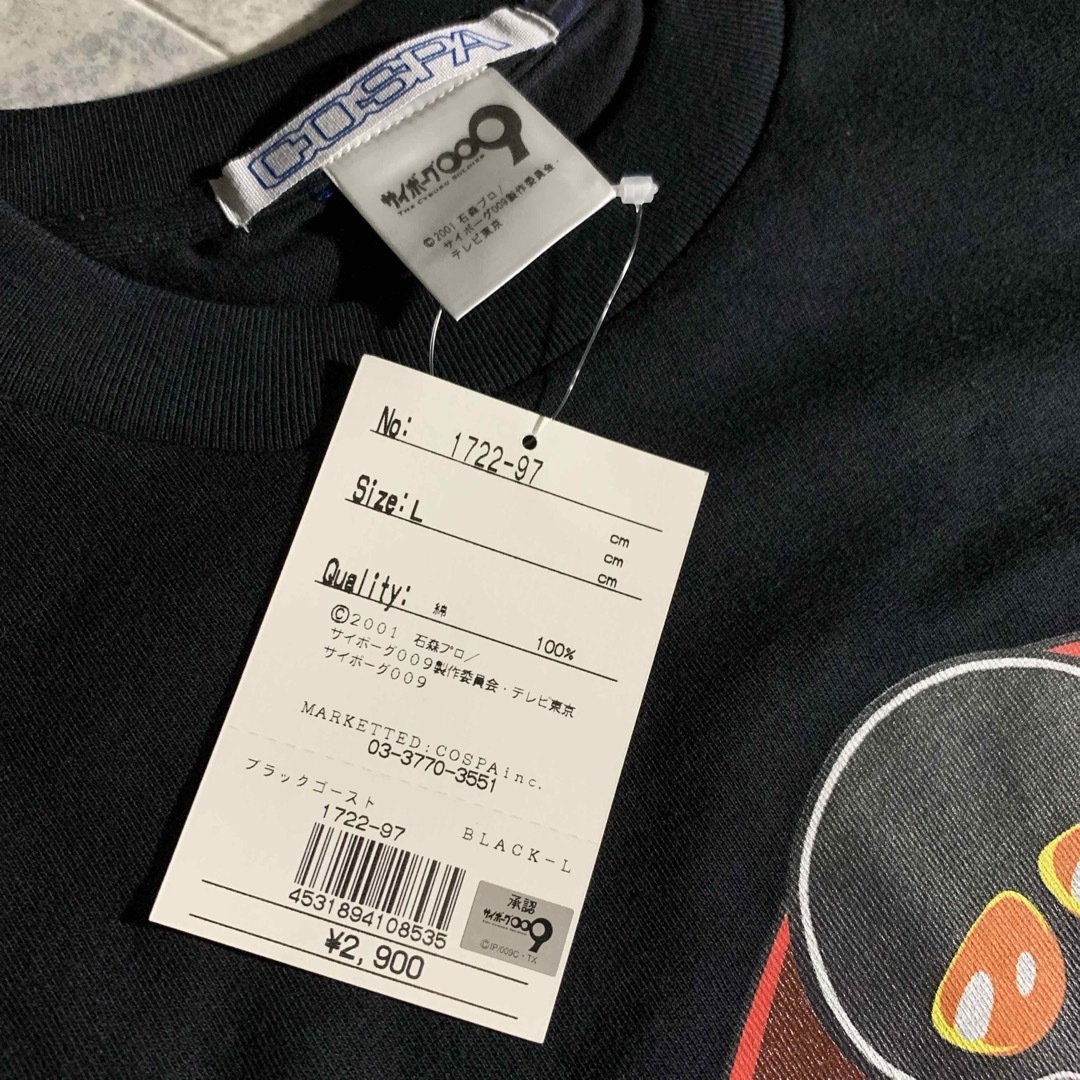 COSPA
サイボーグ009
THE CYBORG SOLDIER
©2001 石森プロ/
サイボーグ009製作委員会・
テレビ東京
No: 1722-97
Size: L
cm
cm
cm
Quality: 綿 100%
©2001 石森プロ/
サイボーグ009製作委員会・テレビ東京
サイボーグ009
MARKETTED:COSPAinc.
03-3770-3551
ブラックゴースト
1722-97 BLACK-L
4531894108535
¥2,900
承認
サイボーグ009
©IP/009C・TX